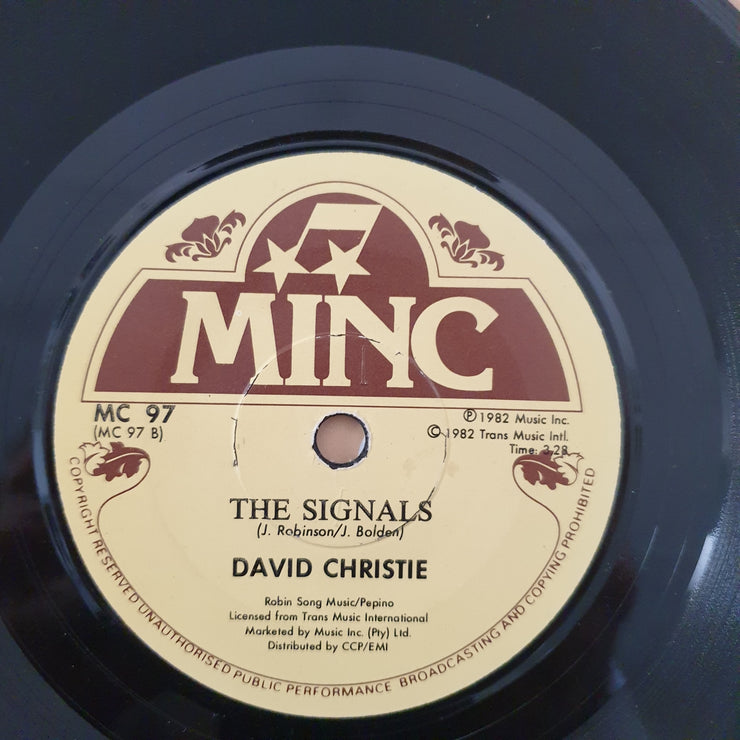 MINC
MC 97
(MC 97 B)
Ⓟ 1982 Music Inc.
© 1982 Trans Music Intl.
Time: 3.28
THE SIGNALS
(J. Robinson/J. Bolden)
DAVID CHRISTIE
Robin Song Music/Pepino
Licensed from Trans Music International
Marketed by Music Inc. (Pty) Ltd.
Distributed by CCP/EMI
COPYRIGHT RESERVED UNAUTHORISED PUBLIC PERFORMANCE BROADCASTING AND COPYING PROHIBITED